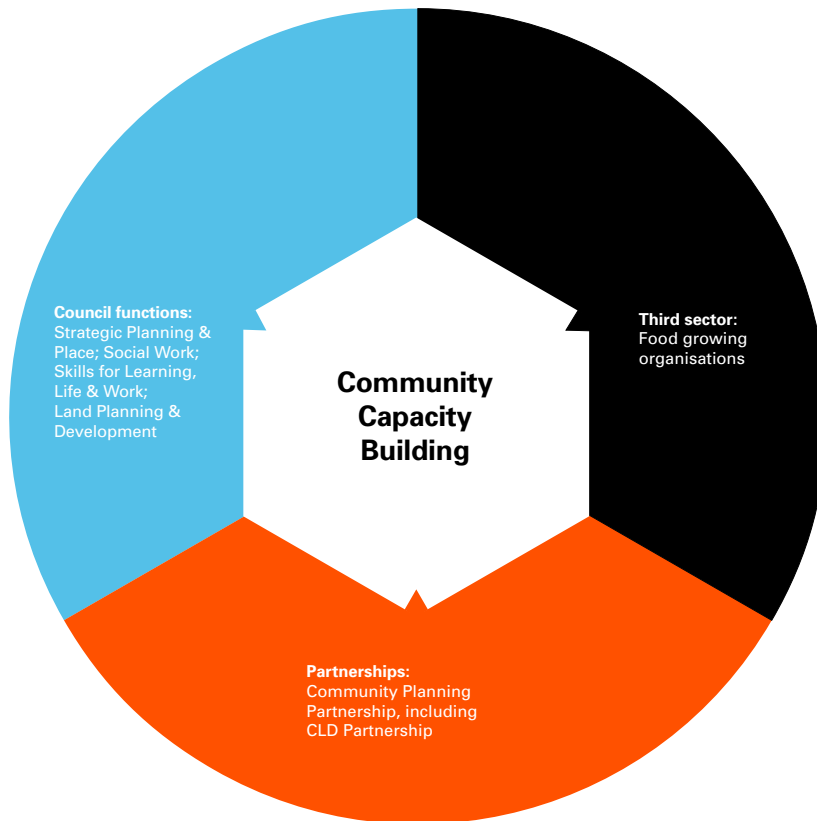 Council functions:
Strategic Planning &
Place; Social Work;
Skills for Learning,
Life & Work;
Land Planning &
Development
Third sector:
Food growing
organisations
Community
Capacity
Building
Partnerships:
Community Planning
Partnership, including
CLD Partnership